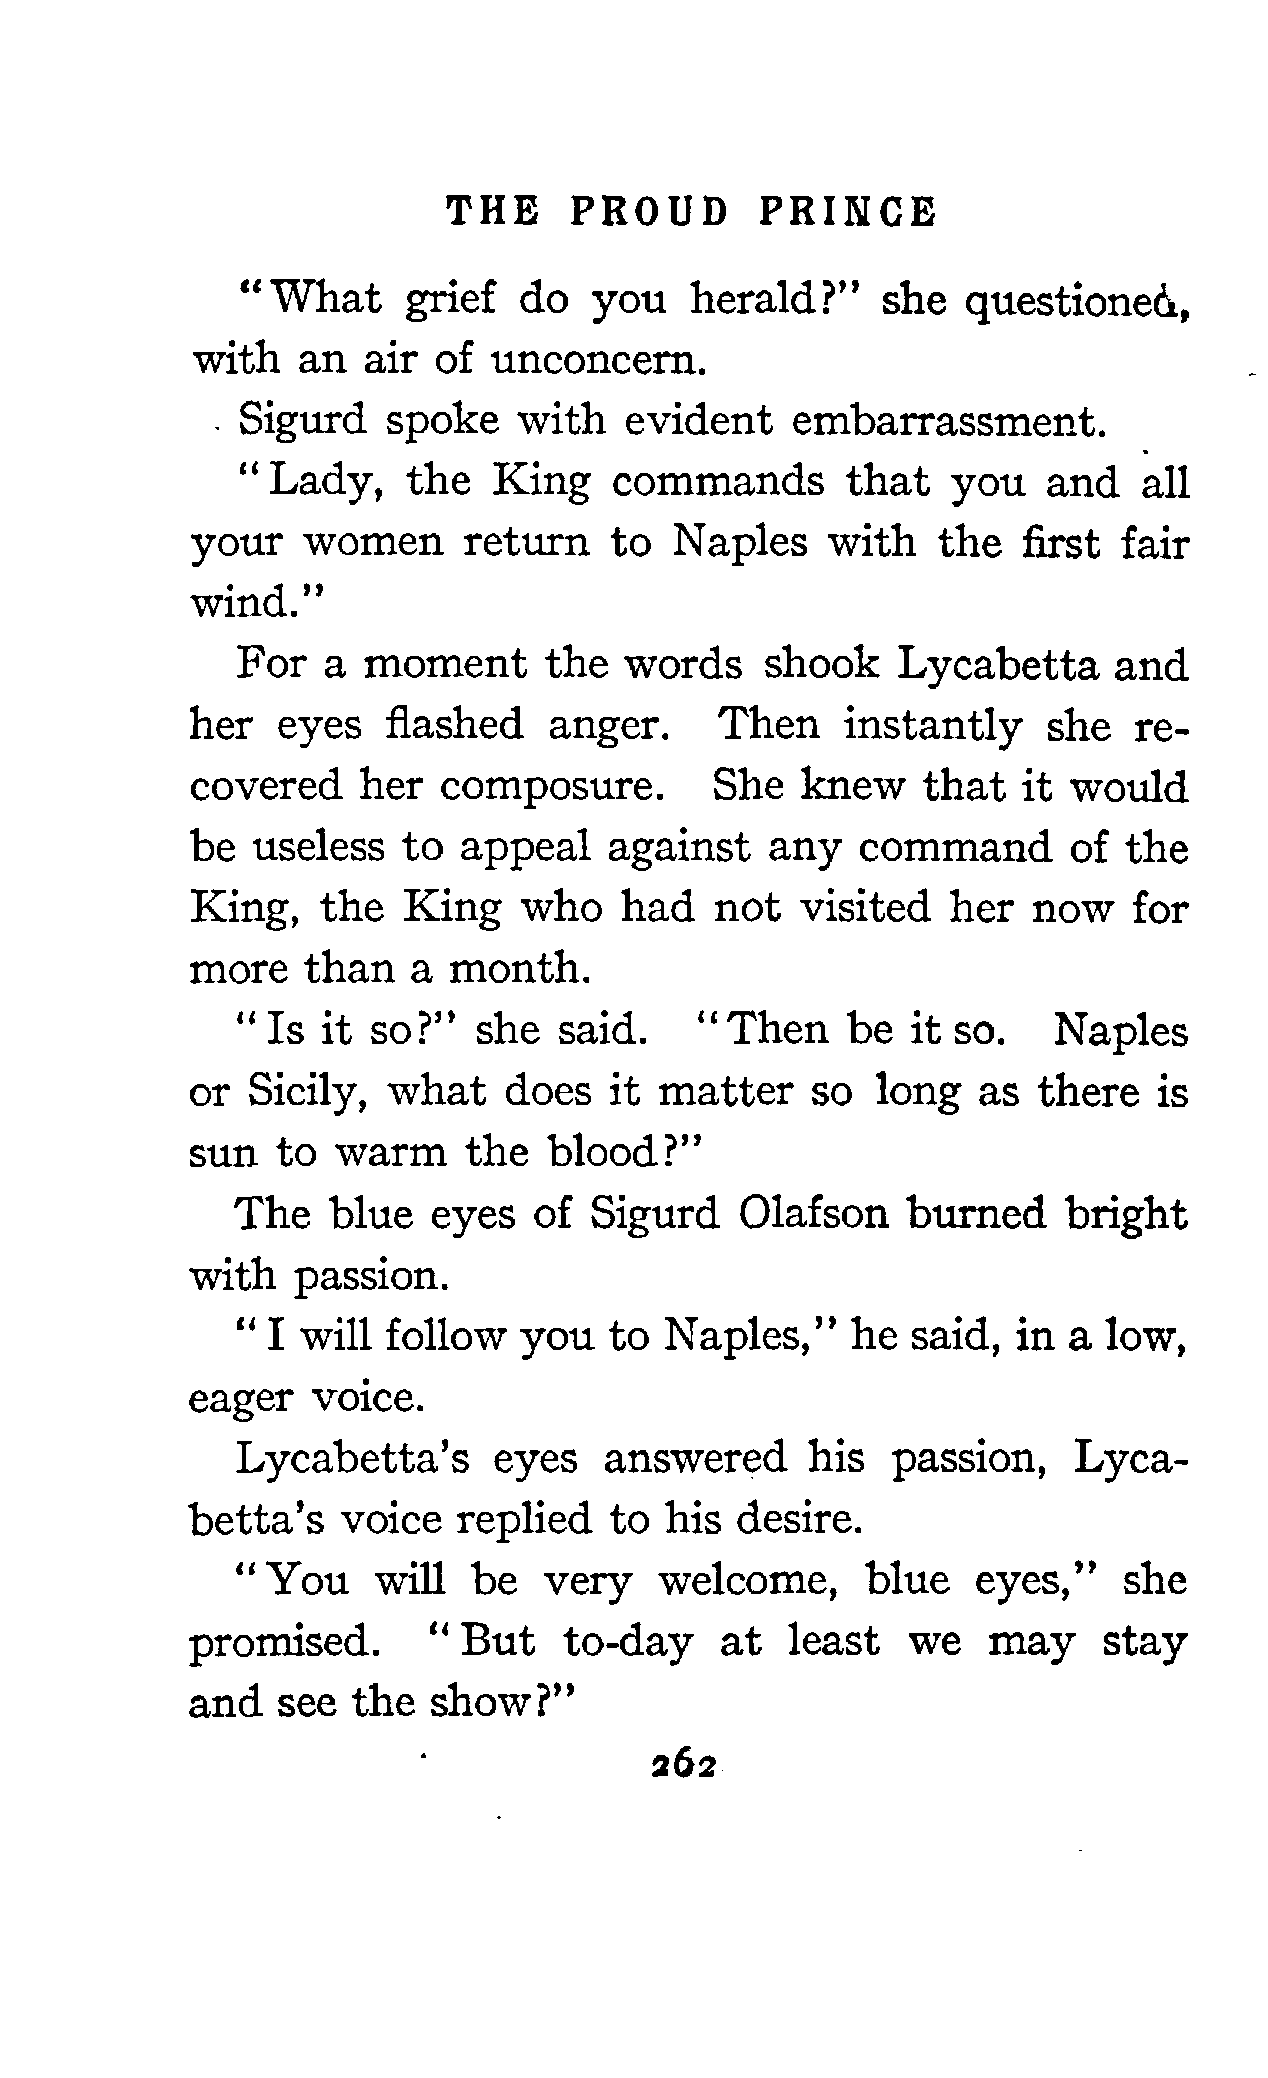 THE PROUD PRINCE
"What grief do you herald?" she questioned,
with an air of unconcern.
Sigurd spoke with evident embarrassment.
"Lady, the King commands that you and all
your women return to Naples with the first fair
wind."
For a moment the words shook Lycabetta and
her eyes flashed anger. Then instantly she re-
covered her composure. She knew that it would
be useless to appeal against any command of the
King, the King who had not visited her now for
more than a month.
"Is it so?" she said. "Then be it so. Naples
or Sicily, what does it matter so long as there is
sun to warm the blood?"
The blue eyes of Sigurd Olafson burned bright
with passion.
"I will follow you to Naples," he said, in a low,
eager voice.
Lycabetta's eyes answered his passion, Lyca-
betta's voice replied to his desire.
"You will be very welcome, blue eyes," she
promised. "But to-day at least we may stay
and see the show?"
262